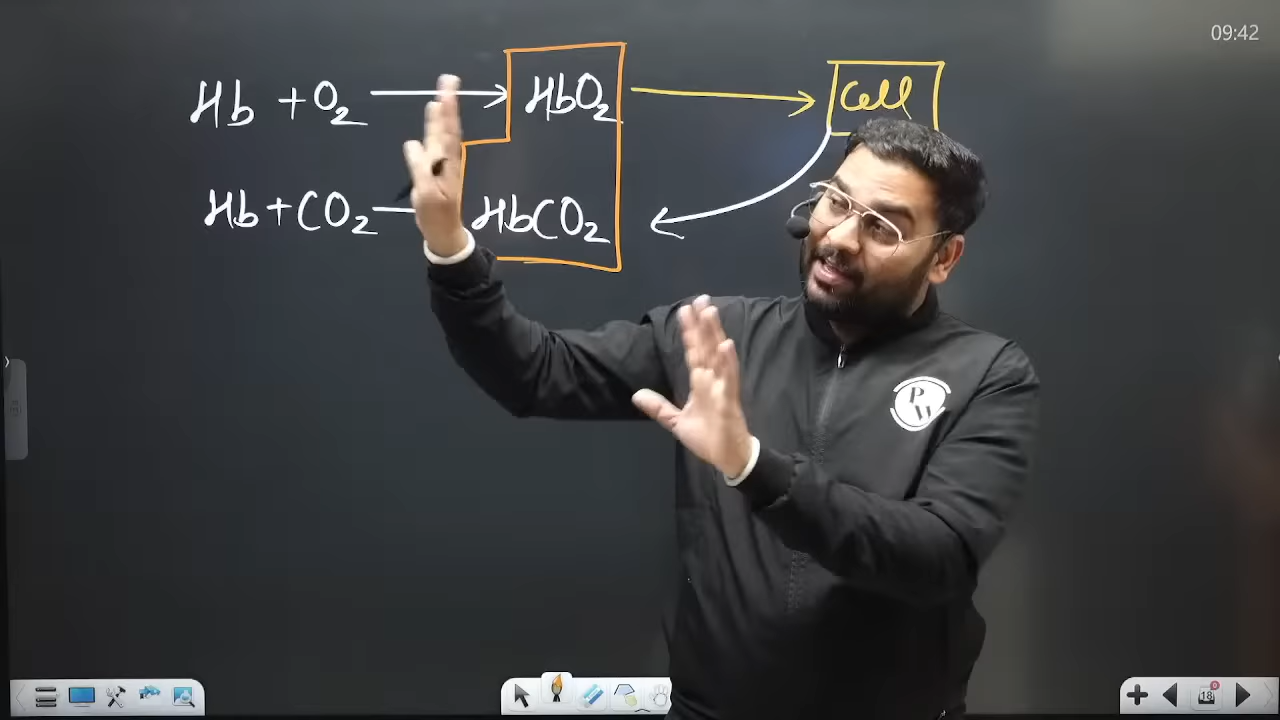 09:42
Hb + O₂ → HbO₂ → Cell
Hb + CO₂ HbCO₂ ←
PW
18